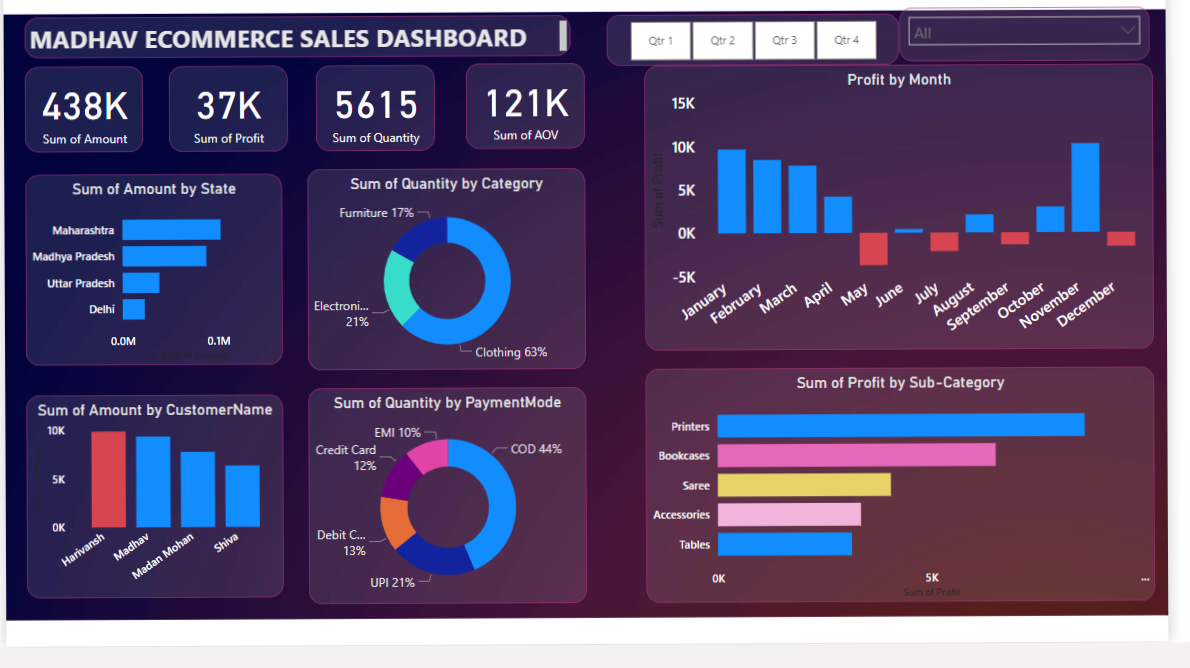 MADHAV ECOMMERCE SALES DASHBOARD
Qtr 1
Qtr 2
Qtr 3
Qtr 4
All
438K
Sum of Amount
37K
Sum of Profit
5615
Sum of Quantity
121K
Sum of AOV
Profit by Month
15K
10K
5K
0K
-5K
Sum of Profit
January
February
March
April
May
June
July
August
September
October
November
December
Sum of Amount by State
Maharashtra
Madhya Pradesh
Uttar Pradesh
Delhi
0.0M
0.1M
Sum of Quantity by Category
Furniture 17%
Electroni...
21%
Clothing 63%
Sum of Amount by CustomerName
10K
5K
0K
Harivansh
Madhav
Madan Mohan
Shiva
Sum of Quantity by PaymentMode
EMI 10%
Credit Card
12%
COD 44%
Debit C...
13%
UPI 21%
Sum of Profit by Sub-Category
Printers
Bookcases
Saree
Accessories
Tables
0K
5K
...
Sum of Profit